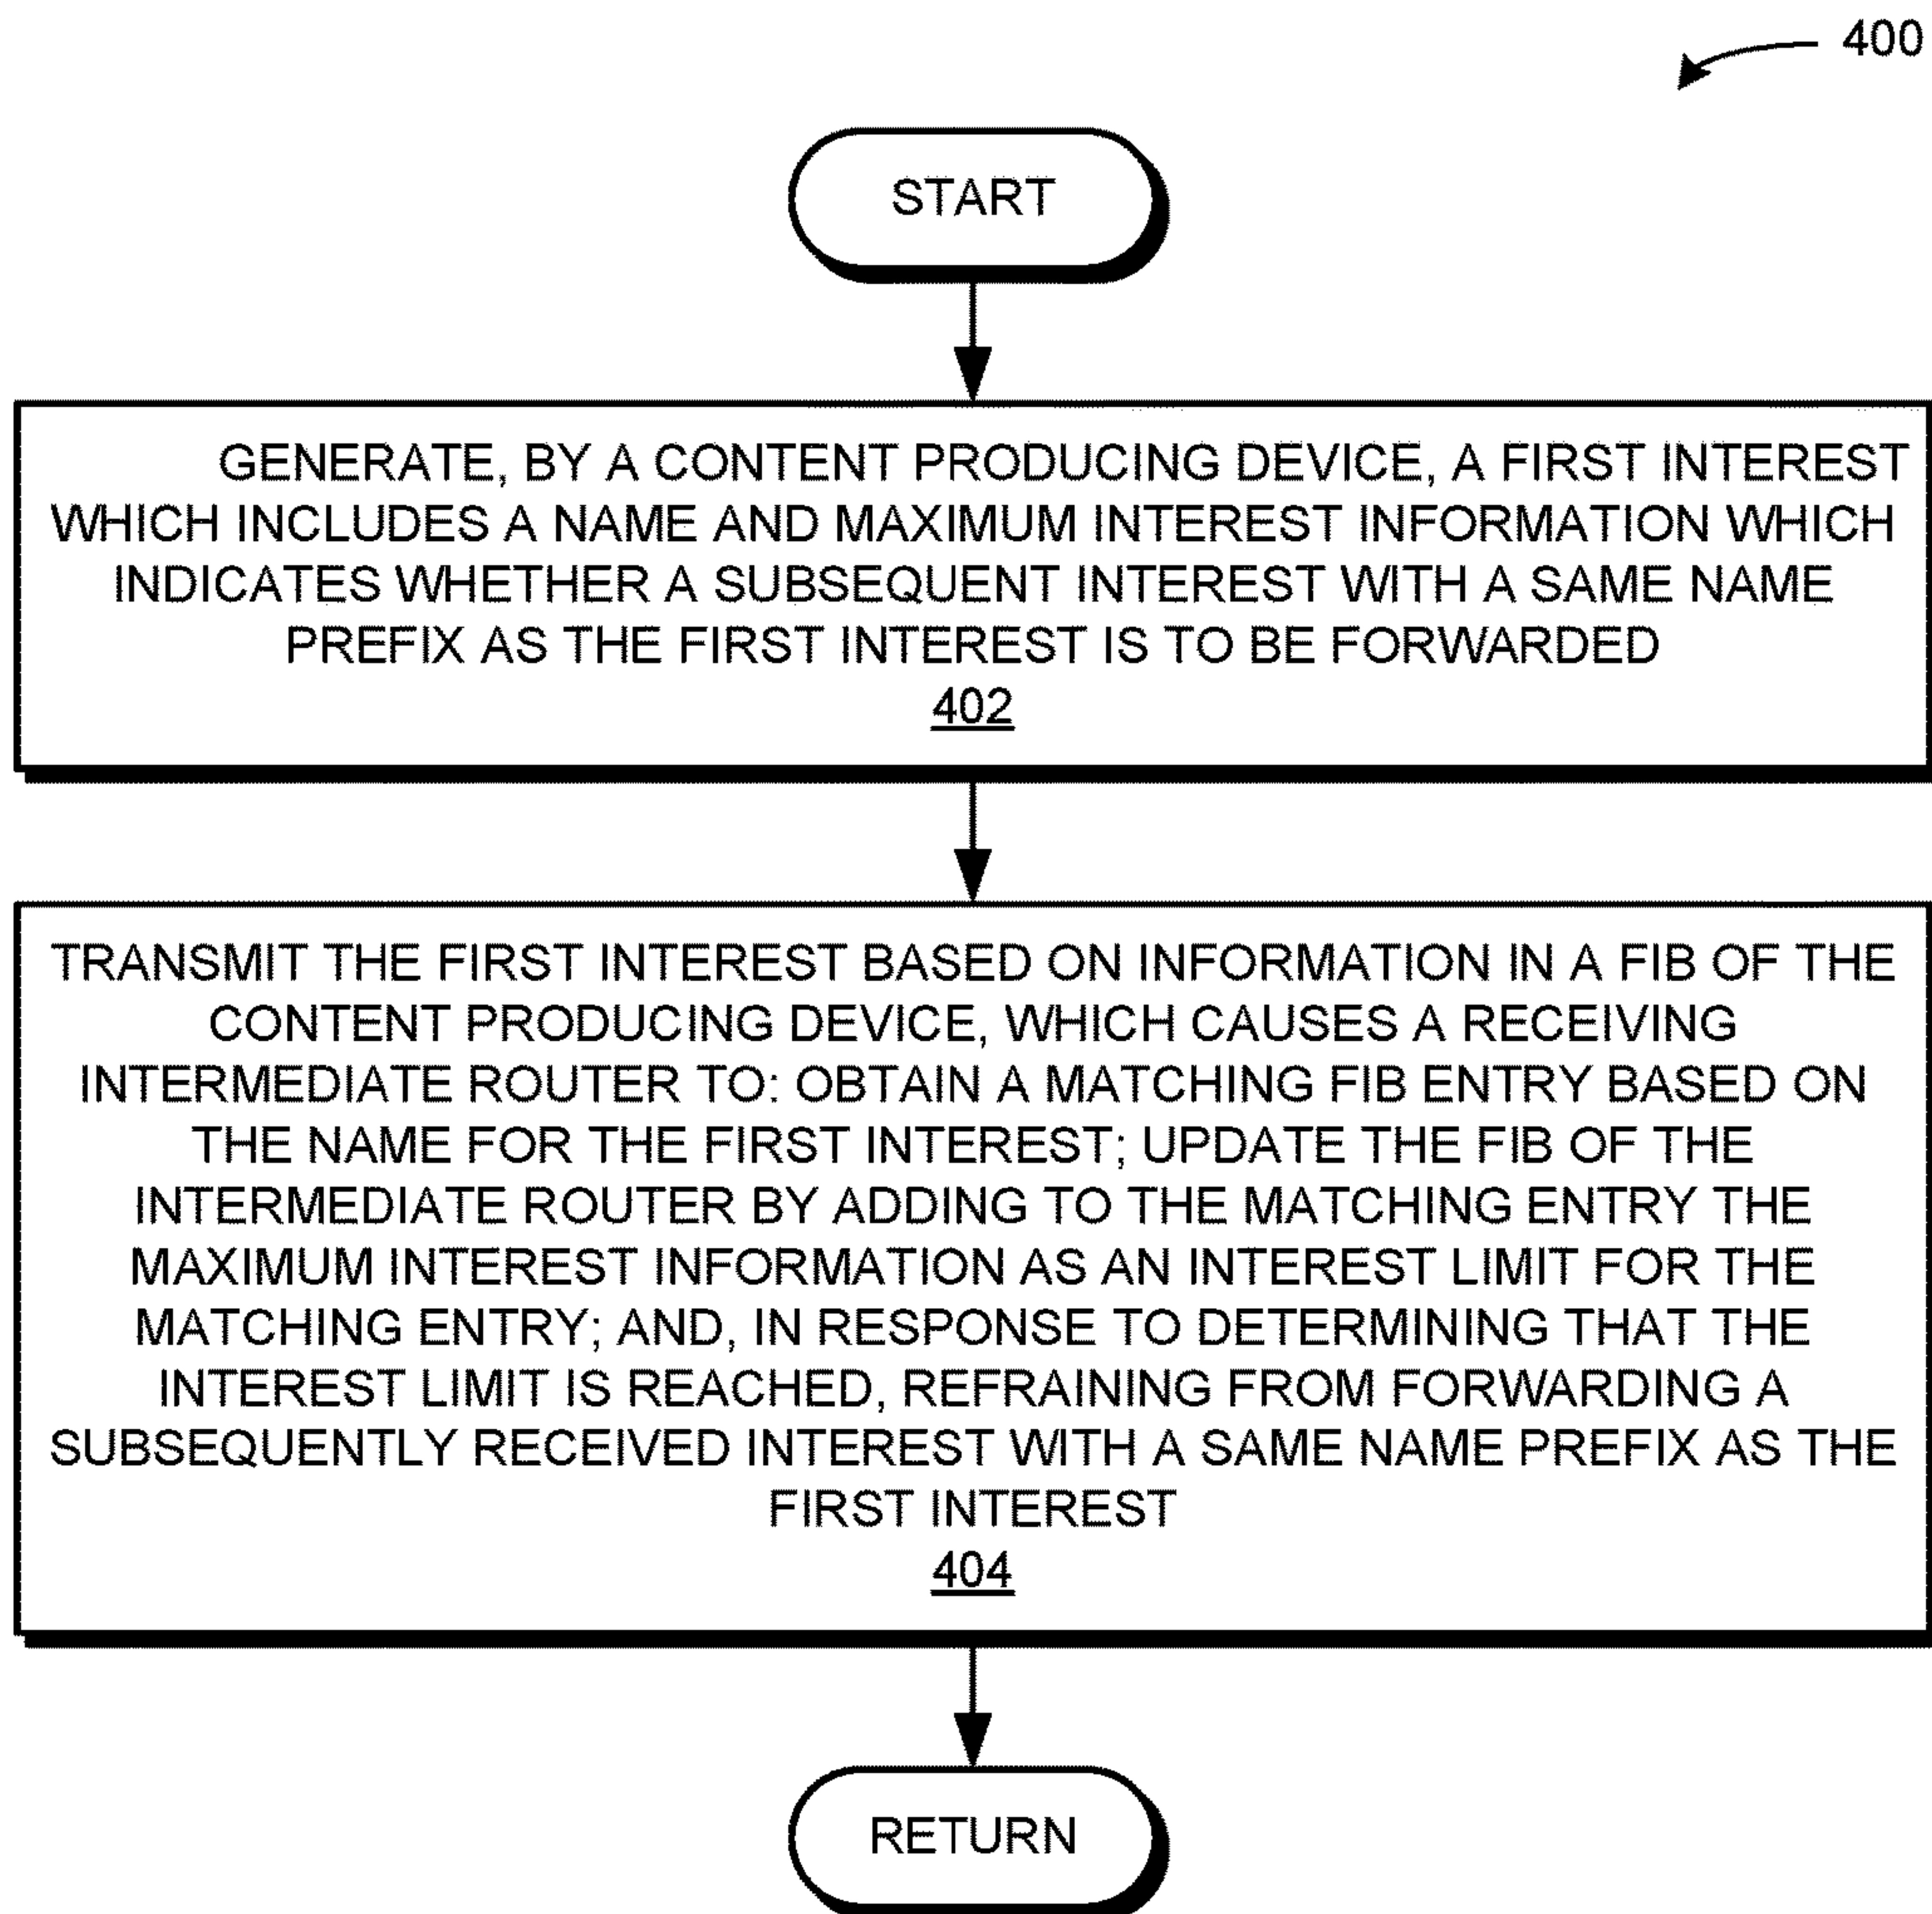 400
START
GENERATE, BY A CONTENT PRODUCING DEVICE, A FIRST INTEREST
WHICH INCLUDES A NAME AND MAXIMUM INTEREST INFORMATION WHICH
INDICATES WHETHER A SUBSEQUENT INTEREST WITH A SAME NAME
PREFIX AS THE FIRST INTEREST IS TO BE FORWARDED
402
TRANSMIT THE FIRST INTEREST BASED ON INFORMATION IN A FIB OF THE
CONTENT PRODUCING DEVICE, WHICH CAUSES A RECEIVING
INTERMEDIATE ROUTER TO: OBTAIN A MATCHING FIB ENTRY BASED ON
THE NAME FOR THE FIRST INTEREST; UPDATE THE FIB OF THE
INTERMEDIATE ROUTER BY ADDING TO THE MATCHING ENTRY THE
MAXIMUM INTEREST INFORMATION AS AN INTEREST LIMIT FOR THE
MATCHING ENTRY; AND, IN RESPONSE TO DETERMINING THAT THE
INTEREST LIMIT IS REACHED, REFRAINING FROM FORWARDING A
SUBSEQUENTLY RECEIVED INTEREST WITH A SAME NAME PREFIX AS THE
FIRST INTEREST
404
RETURN